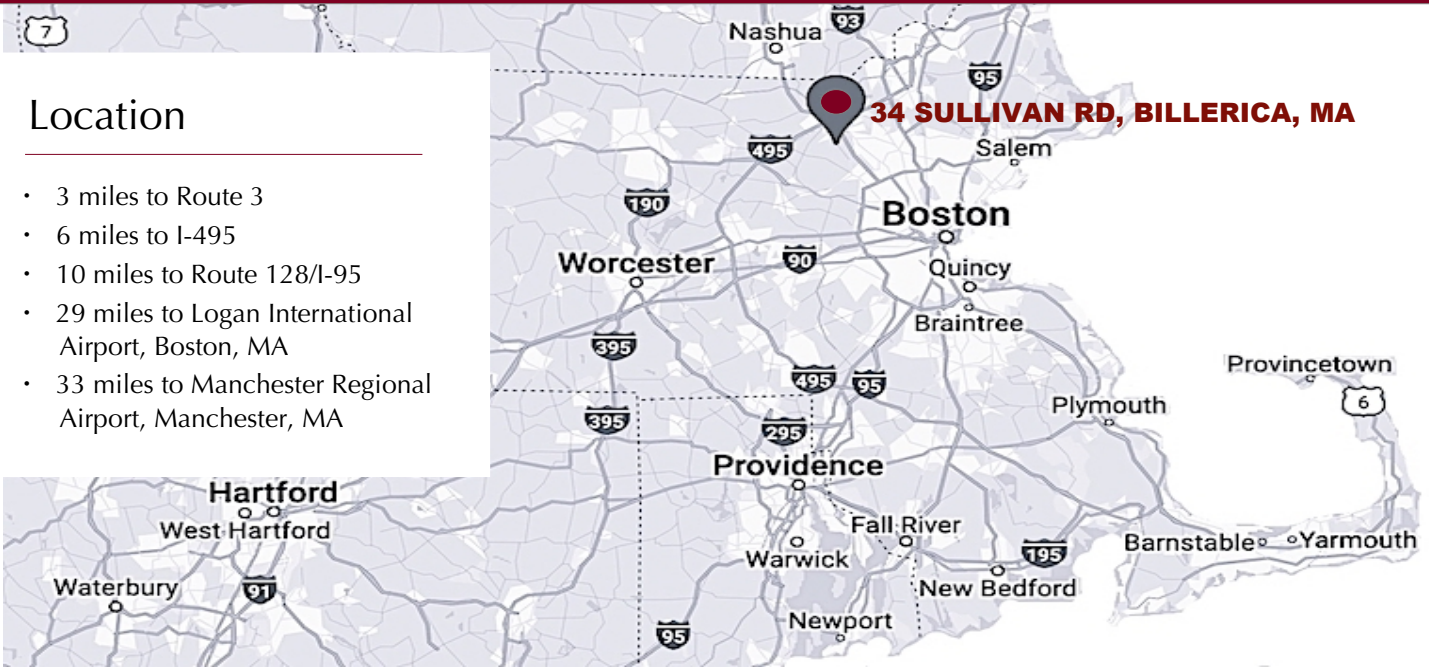 7
Nashua
93
95
34 SULLIVAN RD, BILLERICA, MA
Location
495
Salem
• 3 miles to Route 3
190
• 6 miles to I-495
Boston
• 10 miles to Route 128/I-95
Worcester
90
Quincy
• 29 miles to Logan International
Airport, Boston, MA
Braintree
395
• 33 miles to Manchester Regional
Airport, Manchester, MA
Provincetown
495
95
6
Plymouth
395
295
Providence
Hartford
West Hartford
Fall River
Barnstable
Yarmouth
Warwick
195
Waterbury
91
New Bedford
Newport
95